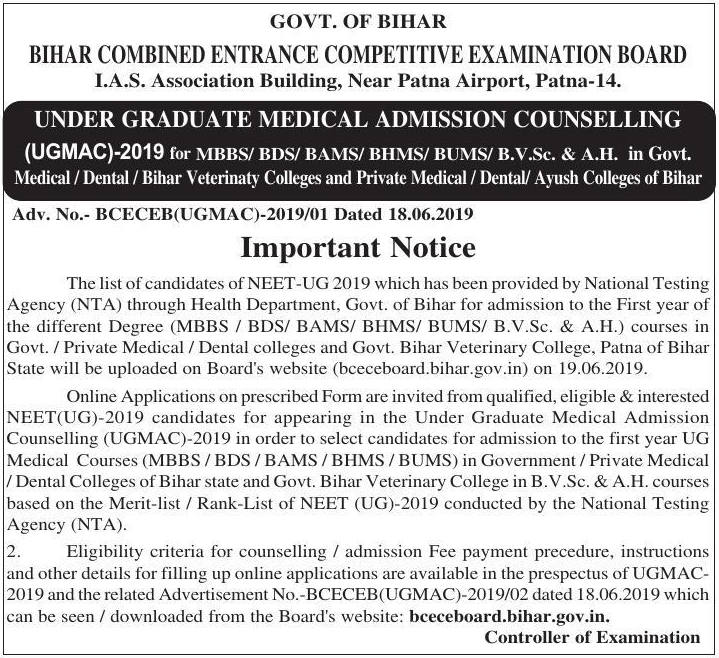 GOVT. OF BIHAR
BIHAR COMBINED ENTRANCE COMPETITIVE EXAMINATION BOARD
I.A.S. Association Building, Near Patna Airport, Patna-14.
UNDER GRADUATE MEDICAL ADMISSION COUNSELLING
(UGMAC)-2019 for MBBS/ BDS/ BAMS/ BHMS/ BUMS/ B.V.Sc. & A.H. in Govt.
Medical / Dental / Bihar Veterinaty Colleges and Private Medical / Dental/ Ayush Colleges of Bihar
Adv. No.- BCECEB(UGMAC)-2019/01 Dated 18.06.2019
Important Notice
The list of candidates of NEET-UG 2019 which has been provided by National Testing
Agency (NTA) through Health Department, Govt. of Bihar for admission to the First year of
the different Degree (MBBS / BDS/ BAMS/ BHMS/ BUMS/ B.V.Sc. & A.H.) courses in
Govt. / Private Medical / Dental colleges and Govt. Bihar Veterinary College, Patna of Bihar
State will be uploaded on Board's website (bceceboard.bihar.gov.in) on 19.06.2019.
Online Applications on prescribed Form are invited from qualified, eligible & interested
NEET(UG)-2019 candidates for appearing in the Under Graduate Medical Admission
Counselling (UGMAC)-2019 in order to select candidates for admission to the first year UG
Medical Courses (MBBS / BDS / BAMS / BHMS / BUMS) in Government / Private Medical
/ Dental Colleges of Bihar state and Govt. Bihar Veterinary College in B.V.Sc. & A.H. courses
based on the Merit-list / Rank-List of NEET (UG)-2019 conducted by the National Testing
Agency (NTA).
2. Eligibility criteria for counselling / admission Fee payment precedure, instructions
and other details for filling up online applications are available in the prespectus of UGMAC-
2019 and the related Advertisement No.-BCECEB(UGMAC)-2019/02 dated 18.06.2019 which
can be seen / downloaded from the Board's website: bceceboard.bihar.gov.in.
Controller of Examination